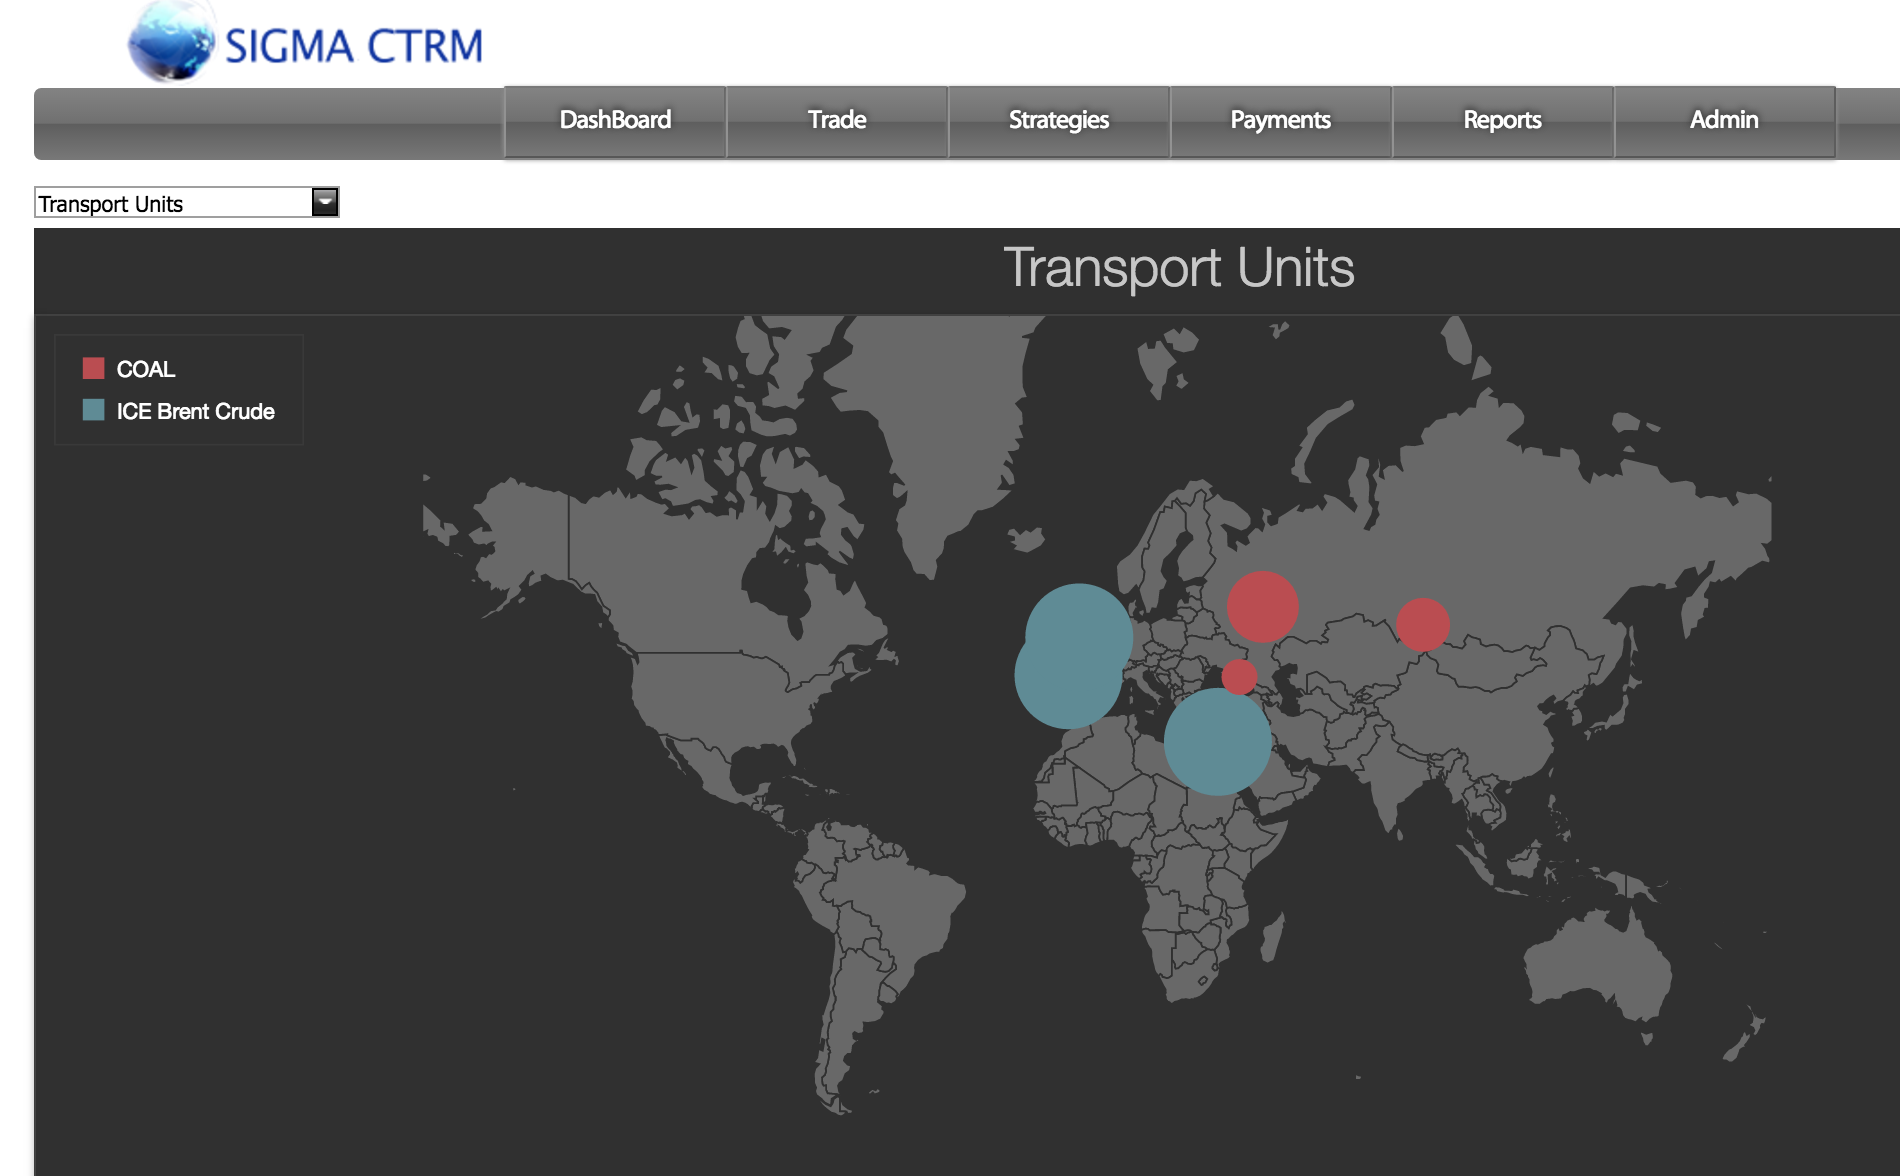 SIGMA CTRM
DashBoard Trade Strategies Payments Reports Admin
Transport Units
Transport Units
COAL
ICE Brent Crude